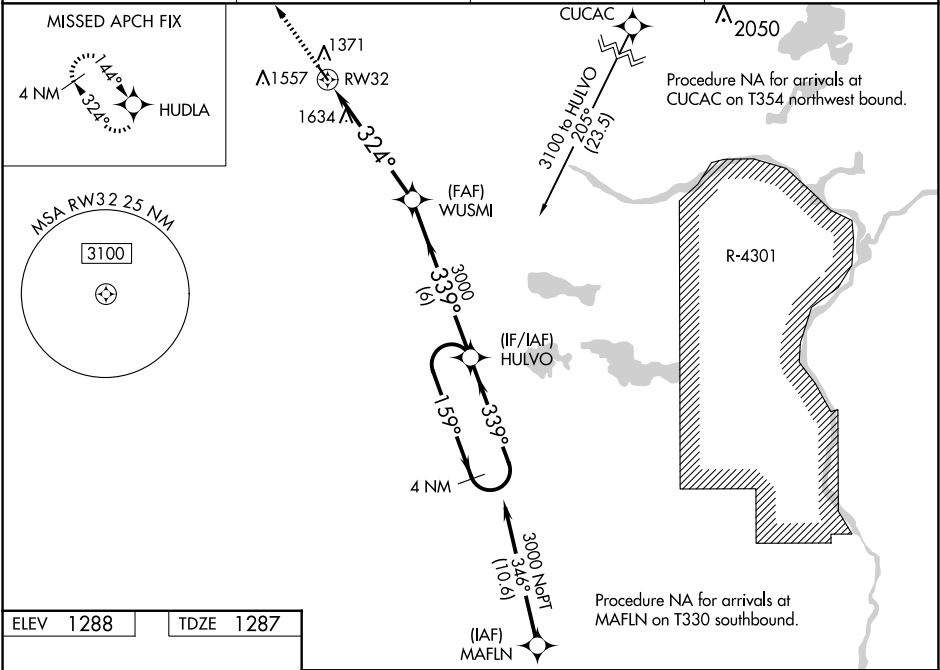 MISSED APCH FIX
144°
4 NM
324°
HUDLA
MSA RW32 25 NM
3100
1371
1557
RW32
1634
324°
(FAF)
WUSMI
3000
339°
(6)
(IF/IAF)
HULVO
159°
339°
4 NM
3000 NoPT
346°
(10.6)
(IAF)
MAFLN
CUCAC
3100 to HULVO
205°
(23.5)
2050
Procedure NA for arrivals at
CUCAC on T354 northwest bound.
R-4301
Procedure NA for arrivals at
MAFLN on T330 southbound.
ELEV 1288
TDZE 1287